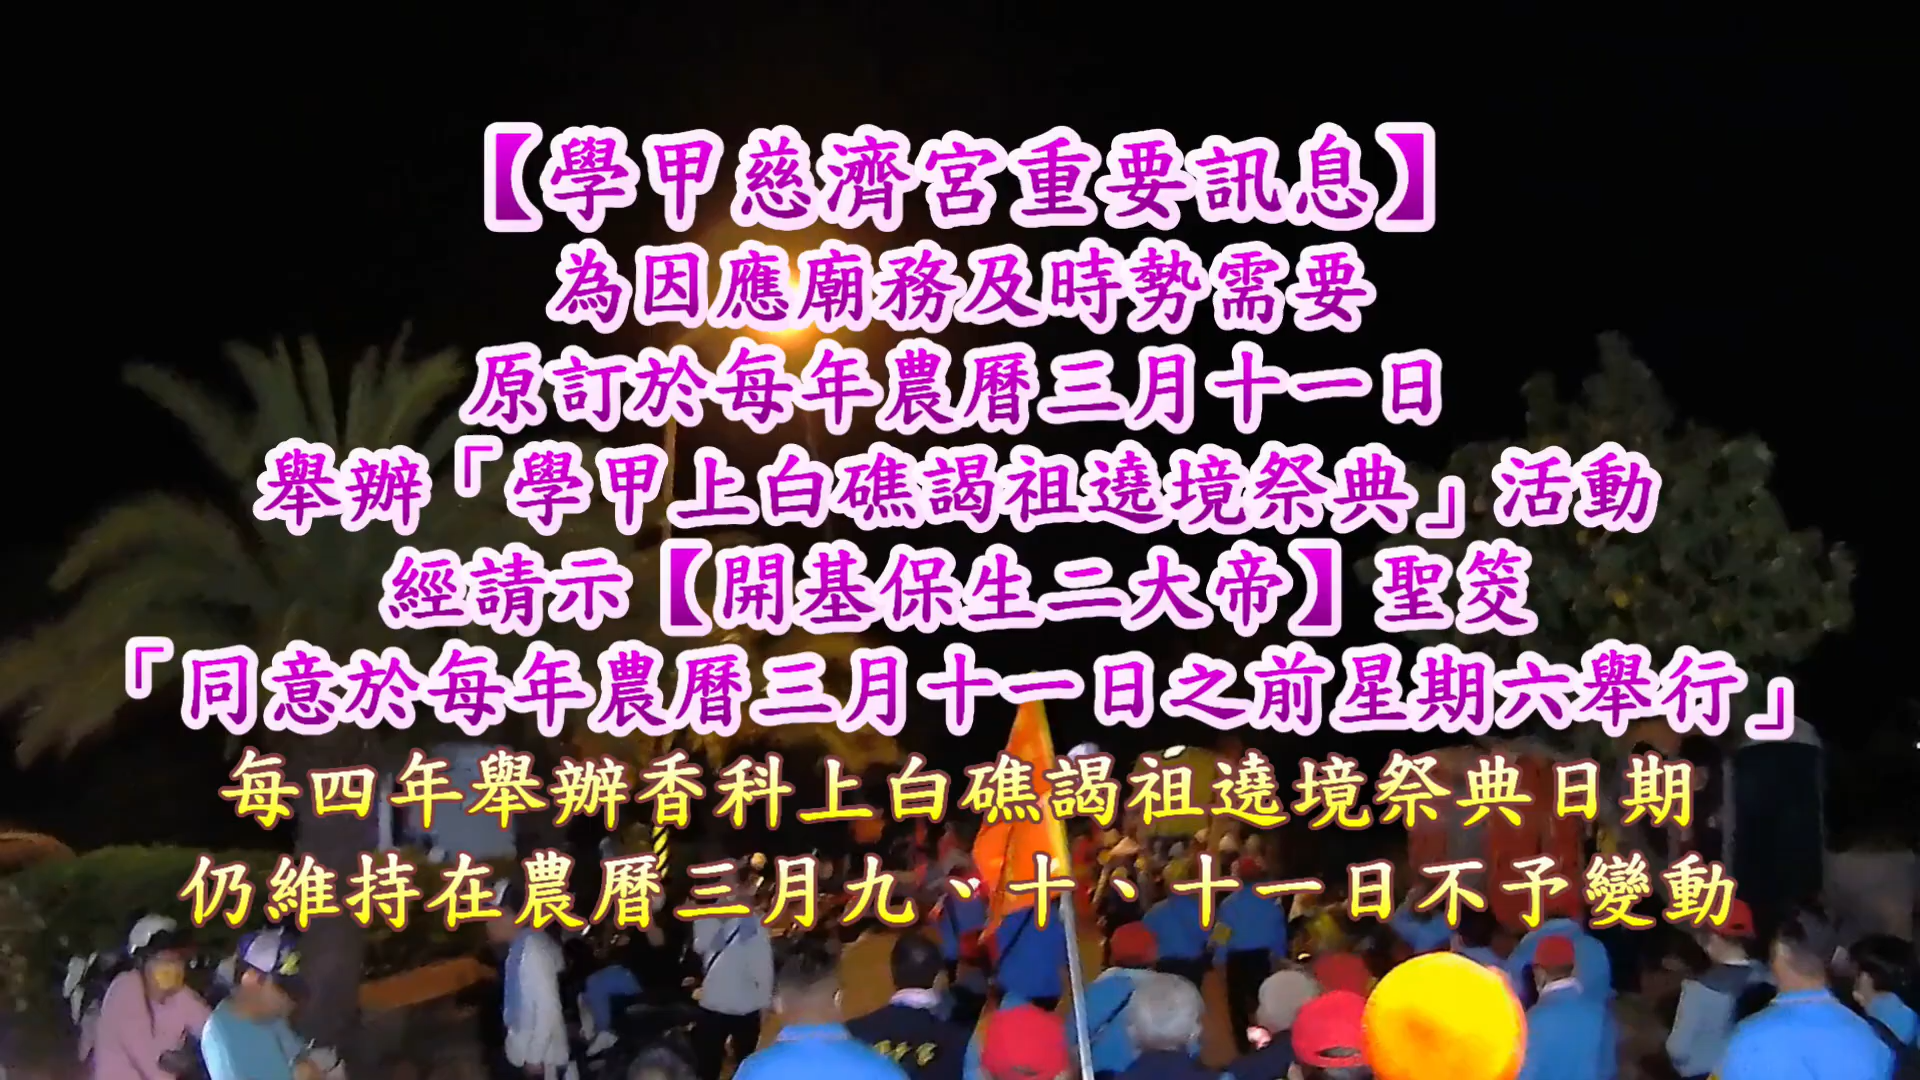 【學甲慈濟宮重要訊息】
為因應廟務及時勢需要
原訂於每年農曆三月十一日
舉辦「學甲上白礁謁祖遶境祭典」活動
經請示【開基保生二大帝】聖筊
「同意於每年農曆三月十一日之前星期六舉行」
每四年舉辦香科上白礁謁祖遶境祭典日期
仍維持在農曆三月九、十、十一日不予變動